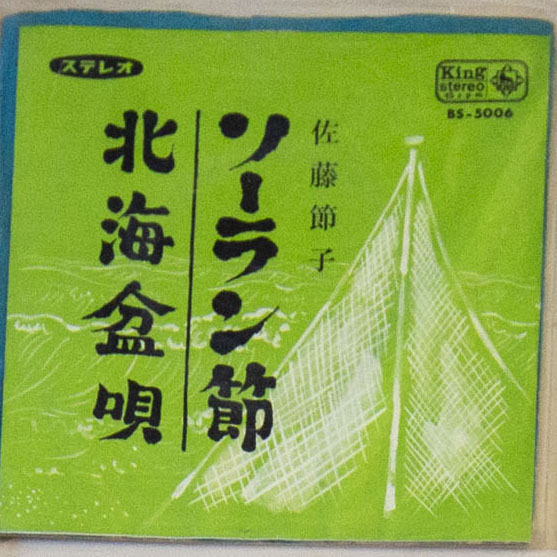 ステレオ
King
stereo
BS-5006
佐藤節子
ソーラン節
北海盆唄